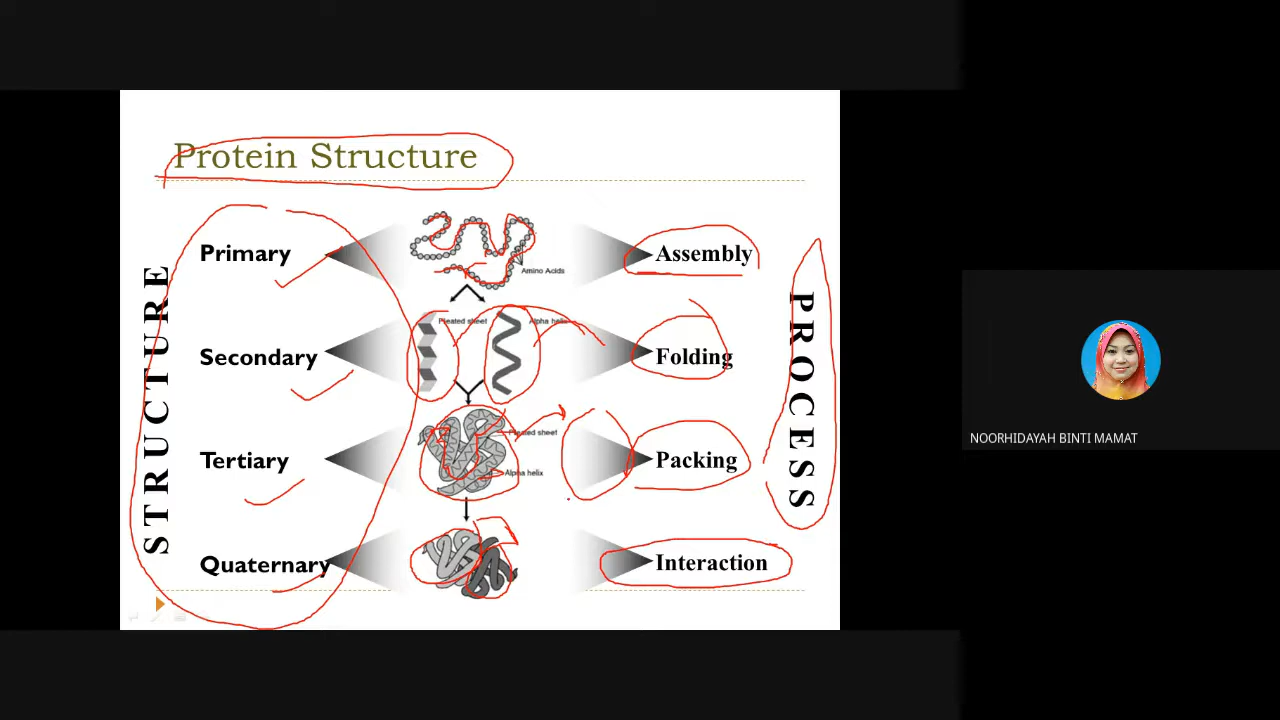 Protein Structure
STRUCTURE
Primary
Amino Acids
Assembly
Pleated sheet
Alpha helix
Secondary
Folding
Pleated sheet
Tertiary
Alpha helix
Packing
Quaternary
Interaction
PROCESS
NOORHIDAYAH BINTI MAMAT